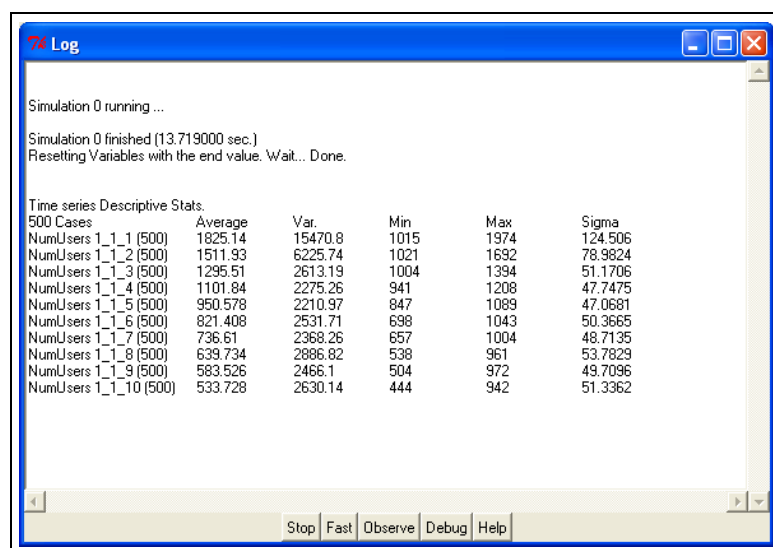 Log
Simulation 0 running ...
Simulation 0 finished (13.719000 sec.)
Resetting Variables with the end value. Wait... Done.
Time series Descriptive Stats.
500 Cases Average Var. Min Max Sigma
NumUsers 1_1_1 (500) 1825.14 15470.8 1015 1974 124.506
NumUsers 1_1_2 (500) 1511.93 6225.74 1021 1692 78.9824
NumUsers 1_1_3 (500) 1295.51 2613.19 1004 1394 51.1706
NumUsers 1_1_4 (500) 1101.84 2275.26 941 1208 47.7475
NumUsers 1_1_5 (500) 950.578 2210.97 847 1089 47.0681
NumUsers 1_1_6 (500) 821.408 2531.71 698 1043 50.3665
NumUsers 1_1_7 (500) 736.61 2368.26 657 1004 48.7135
NumUsers 1_1_8 (500) 639.734 2886.82 538 961 53.7829
NumUsers 1_1_9 (500) 583.526 2466.1 504 972 49.7096
NumUsers 1_1_10 (500) 533.728 2630.14 444 942 51.3362
Stop Fast Observe Debug Help